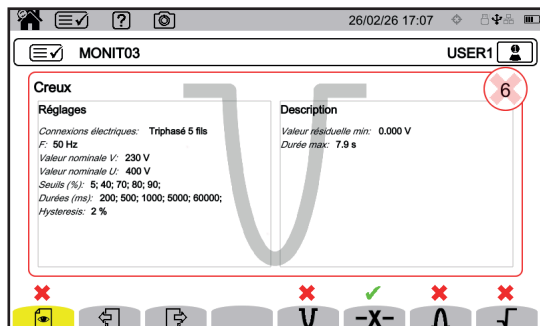 ?
26/02/26 17:07
MONIT03
USER1
Creux
6
Réglages
Connexions électriques: Triphasé 5 fils
F: 50 Hz
Valeur nominale V: 230 V
Valeur nominale U: 400 V
Seuils (%): 5; 40; 70; 80; 90;
Durées (ms): 200; 500; 1000; 5000; 60000;
Hysteresis: 2 %
Description
Valeur résiduelle min: 0.000 V
Durée max: 7.9 s
-X-